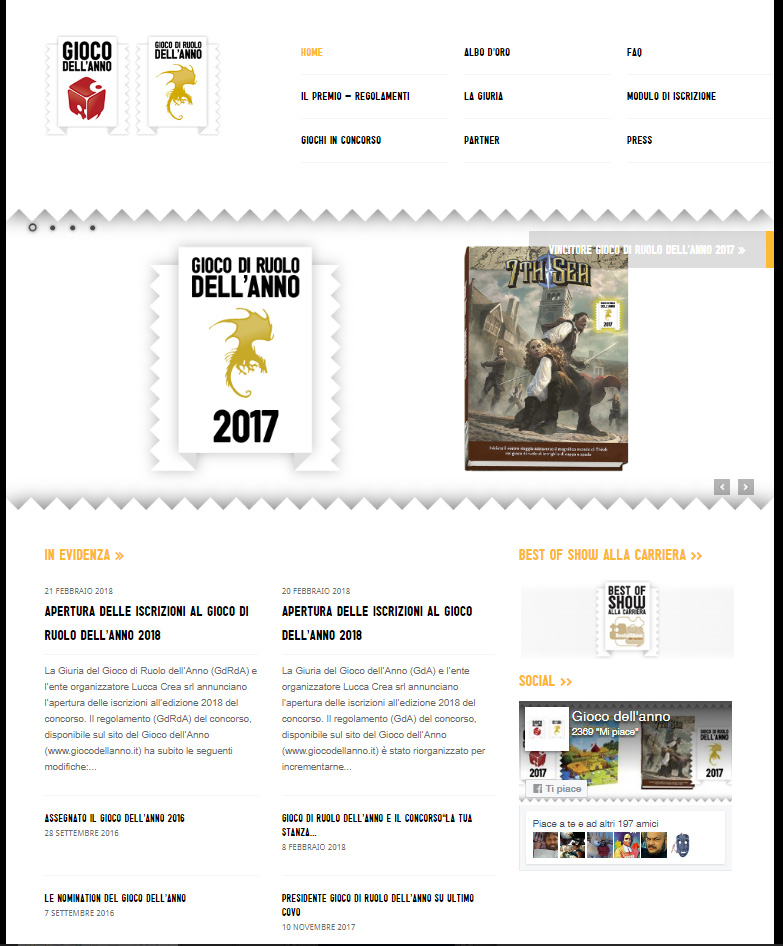 GIOCO
DELL'ANNO
GIOCO DI RUOLO
DELL'ANNO
HOME
ALBO D'ORO
FAQ
IL PREMIO – REGOLAMENTI
LA GIURIA
MODULO DI ISCRIZIONE
GIOCHI IN CONCORSO
PARTNER
PRESS
VINCITORE GIOCO DI RUOLO DELL'ANNO 2017 »
GIOCO DI RUOLO
DELL'ANNO
2017
7TH SEA
2017
IN EVIDENZA »
21 FEBBRAIO 2018
APERTURA DELLE ISCRIZIONI AL GIOCO DI
RUOLO DELL'ANNO 2018
La Giuria del Gioco di Ruolo dell'Anno (GdRdA) e
l'ente organizzatore Lucca Crea srl annunciano
l'apertura delle iscrizioni all'edizione 2018 del
concorso. Il regolamento (GdRdA) del concorso,
disponibile sul sito del Gioco dell'Anno
(www.giocodellanno.it) ha subito le seguenti
modifiche:...
20 FEBBRAIO 2018
APERTURA DELLE ISCRIZIONI AL GIOCO
DELL'ANNO 2018
La Giuria del Gioco dell'Anno (GdA) e l'ente
organizzatore Lucca Crea srl annunciano
l'apertura delle iscrizioni all'edizione 2018 del
concorso. Il regolamento (GdA) del concorso,
disponibile sul sito del Gioco dell'Anno
(www.giocodellanno.it) è stato riorganizzato per
incrementarne...
ASSEGNATO IL GIOCO DELL'ANNO 2016
28 SETTEMBRE 2016
GIOCO DI RUOLO DELL'ANNO E IL CONCORSO"LA TUA
STANZA...
8 FEBBRAIO 2018
LE NOMINATION DEL GIOCO DELL'ANNO
7 SETTEMBRE 2016
PRESIDENTE GIOCO DI RUOLO DELL'ANNO SU ULTIMO
COVO
10 NOVEMBRE 2017
BEST OF SHOW ALLA CARRIERA >>
BEST OF
SHOW
ALLA CARRIERA
SOCIAL >>
Gioco dell'anno
2369 "Mi piace"
2017
2017
Ti piace
Piace a te e ad altri 197 amici